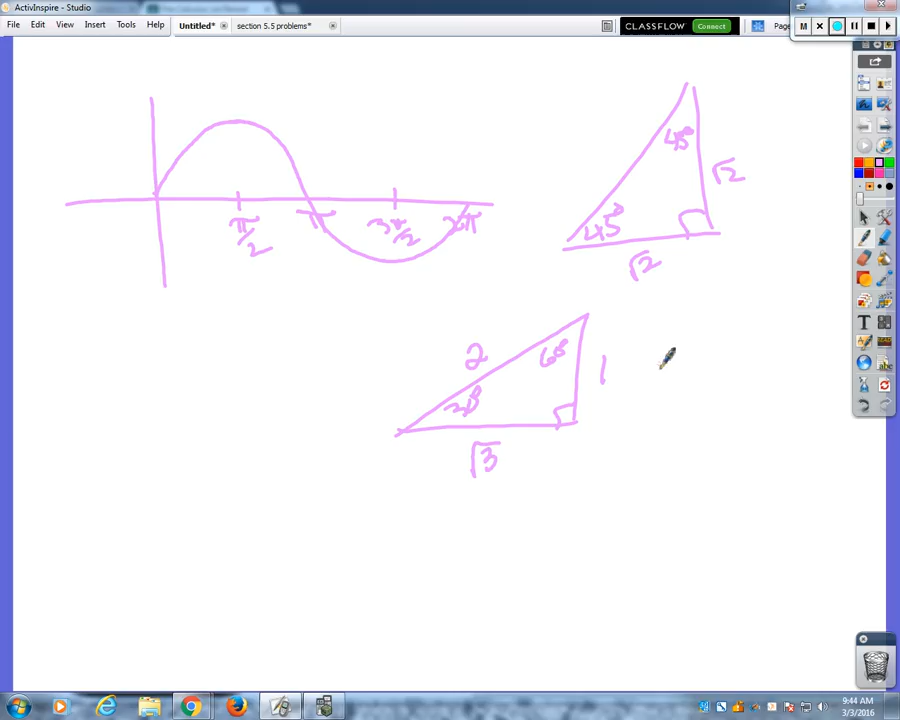 ActivInspire - Studio
File Edit View Insert Tools Help
Untitled* section 5.5 problems*
CLASSFLOW Connect
M
45°
√2
π/2 π 3π/2 2π
45°
√2
2 60°
30° 1
√3
T
abc
9:44 AM
3/3/2016